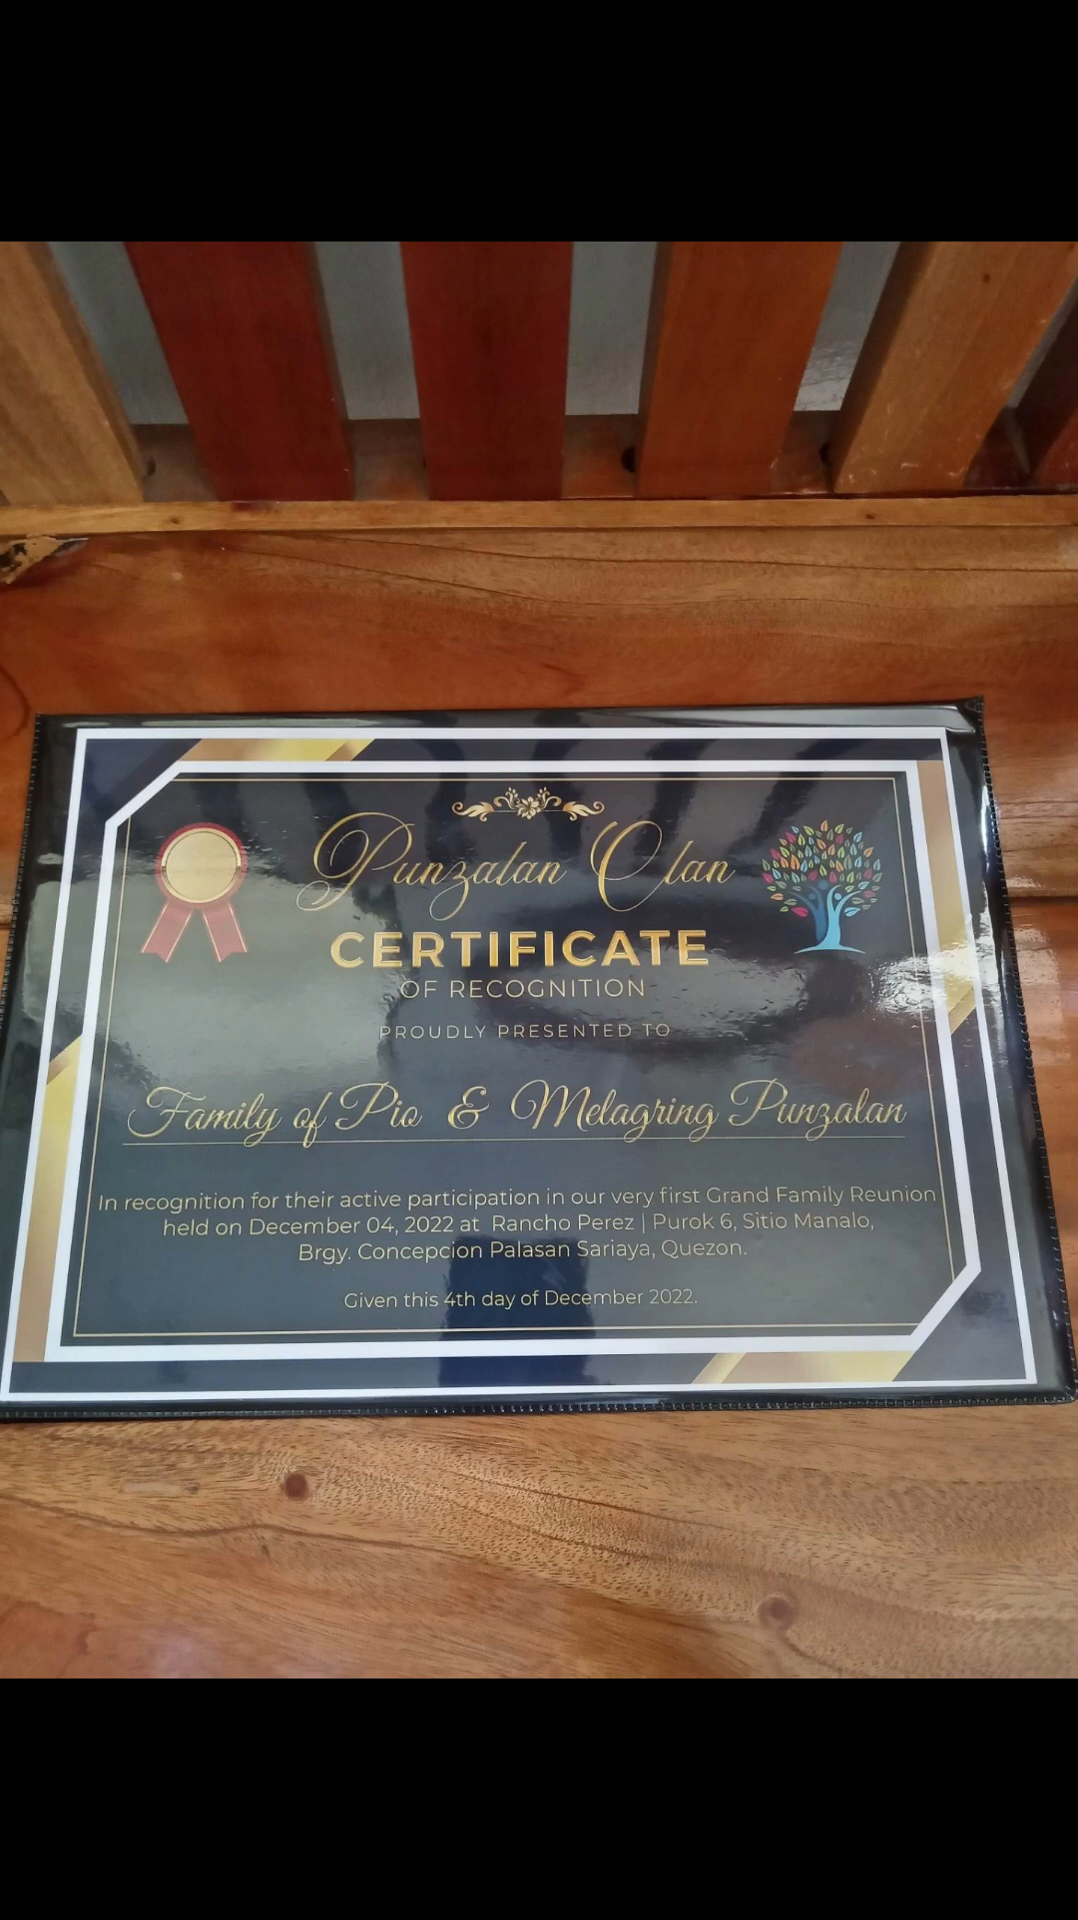 Punzalan Clan
CERTIFICATE
OF RECOGNITION
PROUDLY PRESENTED TO
Family of Pio & Melagring Punzalan
In recognition for their active participation in our very first Grand Family Reunion
held on December 04, 2022 at Rancho Perez | Purok 6, Sitio Manalo,
Brgy. Concepcion Palasan Sariaya, Quezon.
Given this 4th day of December 2022.